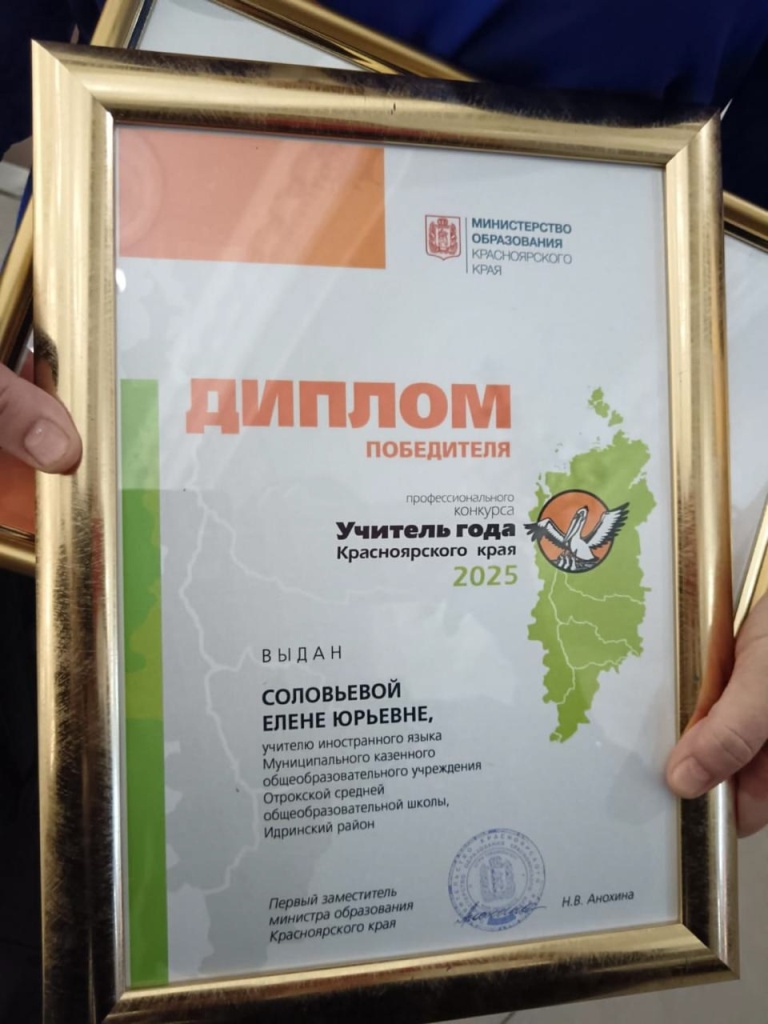 МИНИСТЕРСТВО
ОБРАЗОВАНИЯ
КРАСНОЯРСКОГО
КРАЯ
ДИПЛОМ
ПОБЕДИТЕЛЯ
профессионального
конкурса
Учитель года
Красноярского края
2025
ВЫДАН
СОЛОВЬЕВОЙ
ЕЛЕНЕ ЮРЬЕВНЕ,
учителю иностранного языка
Муниципального казенного
общеобразовательного учреждения
Отрокской средней
общеобразовательной школы,
Идринский район
Первый заместитель
министра образования
Красноярского края
Н.В. Анохина